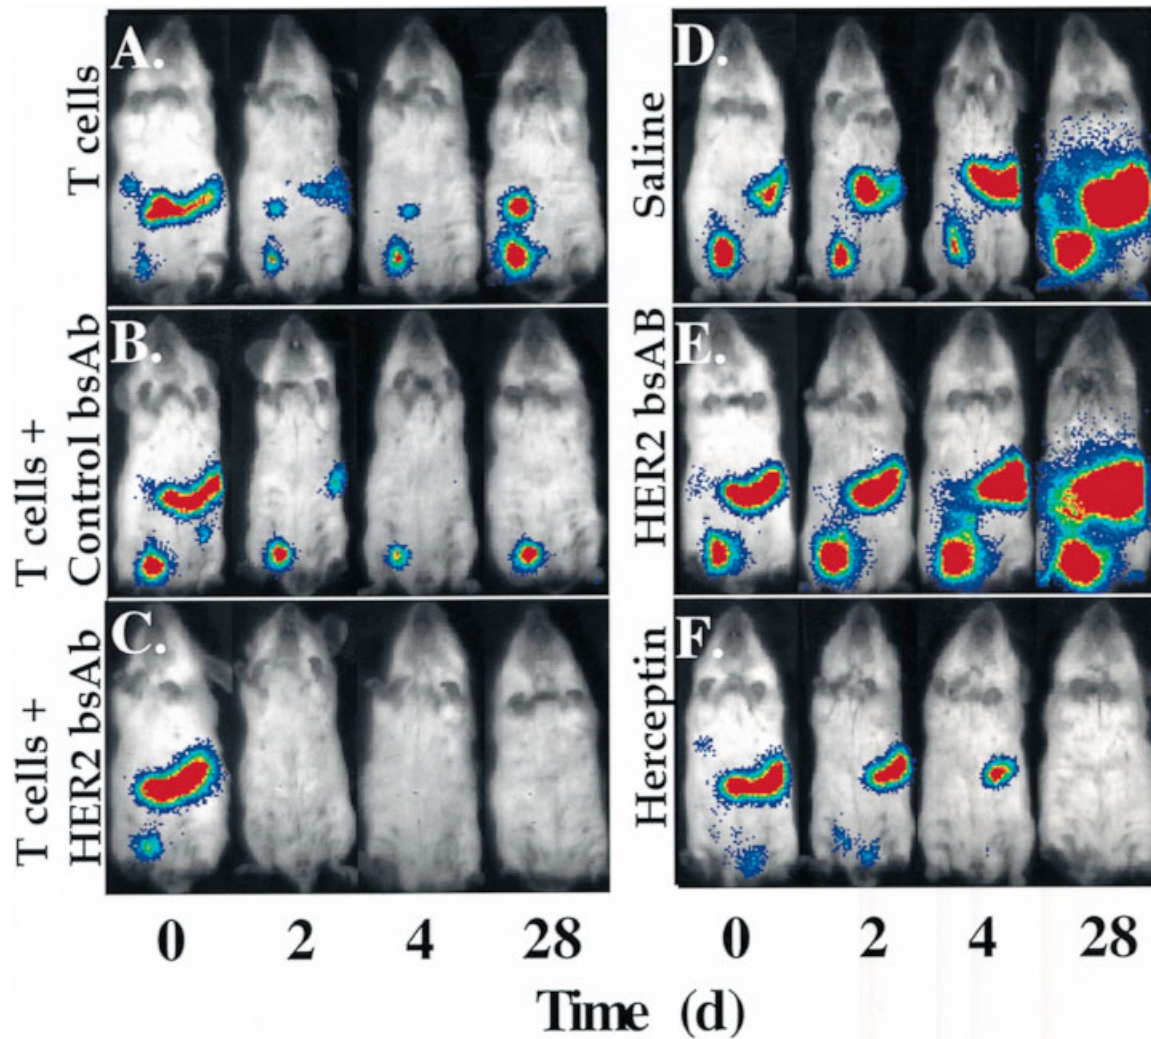 A.
T cells
B.
T cells +
Control bsAb
C.
T cells +
HER2 bsAb
D.
Saline
E.
HER2 bsAB
F.
Herceptin
0 2 4 28 0 2 4 28
Time (d)